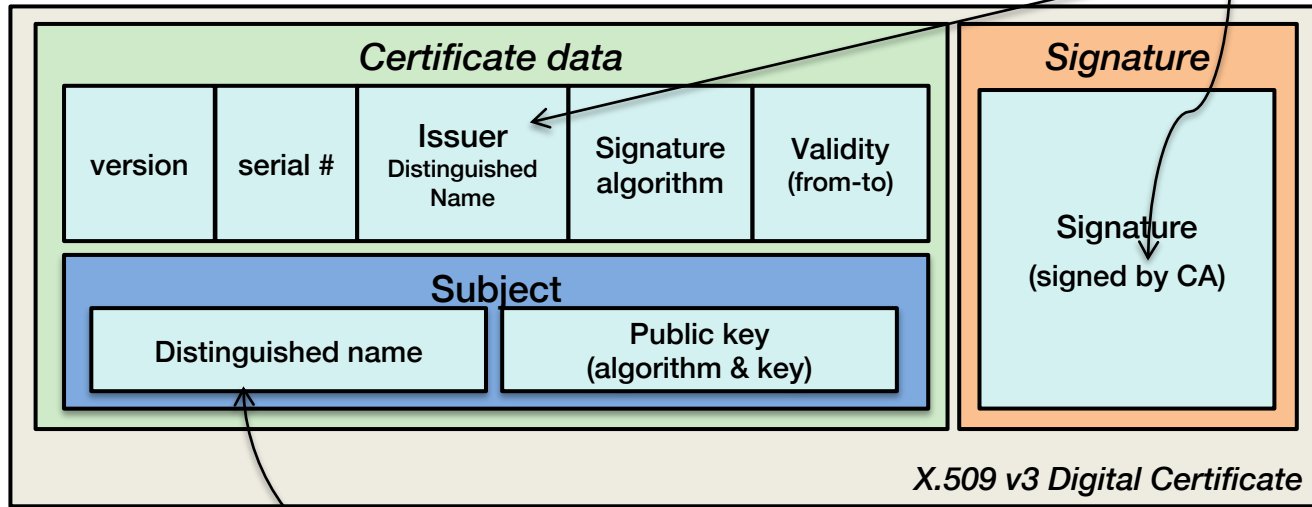 Certificate data
version
serial #
Issuer
Distinguished
Name
Signature
algorithm
Validity
(from-to)
Subject
Distinguished name
Public key
(algorithm & key)
Signature
Signature
(signed by CA)
X.509 v3 Digital Certificate